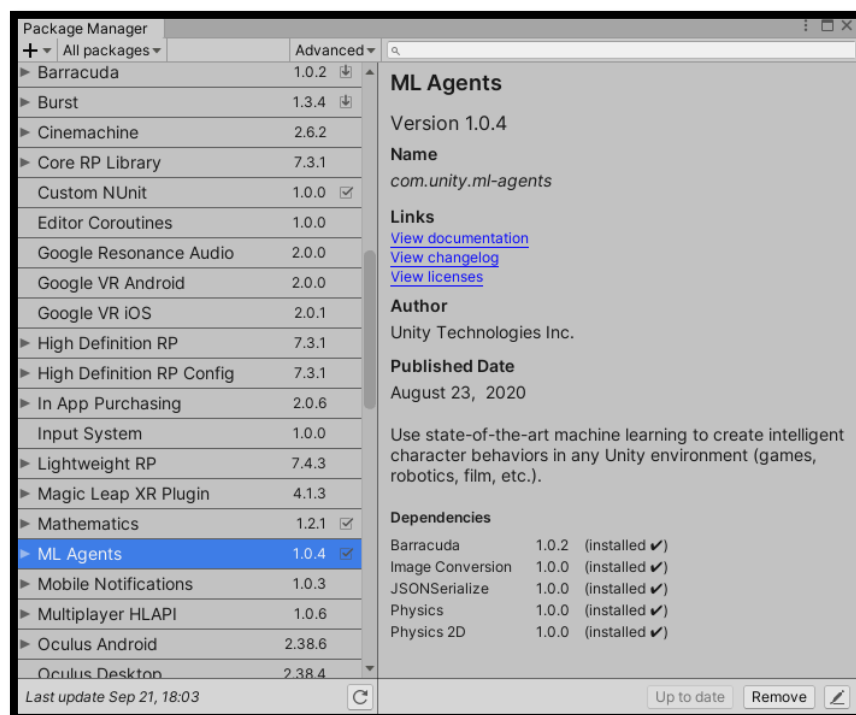 Package Manager
+ All packages Advanced
Barracuda 1.0.2
Burst 1.3.4
Cinemachine 2.6.2
Core RP Library 7.3.1
Custom NUnit 1.0.0
Editor Coroutines 1.0.0
Google Resonance Audio 2.0.0
Google VR Android 2.0.0
Google VR iOS 2.0.1
High Definition RP 7.3.1
High Definition RP Config 7.3.1
In App Purchasing 2.0.6
Input System 1.0.0
Lightweight RP 7.4.3
Magic Leap XR Plugin 4.1.3
Mathematics 1.2.1
ML Agents 1.0.4
Mobile Notifications 1.0.3
Multiplayer HLAPI 1.0.6
Oculus Android 2.38.6
Oculus Desktop 2.38.4
Last update Sep 21, 18:03
ML Agents
Version 1.0.4
Name
com.unity.ml-agents
Links
View documentation
View changelog
View licenses
Author
Unity Technologies Inc.
Published Date
August 23, 2020
Use state-of-the-art machine learning to create intelligent
character behaviors in any Unity environment (games,
robotics, film, etc.).
Dependencies
Barracuda 1.0.2 (installed ✔)
Image Conversion 1.0.0 (installed ✔)
JSONSerialize 1.0.0 (installed ✔)
Physics 1.0.0 (installed ✔)
Physics 2D 1.0.0 (installed ✔)
Up to date Remove